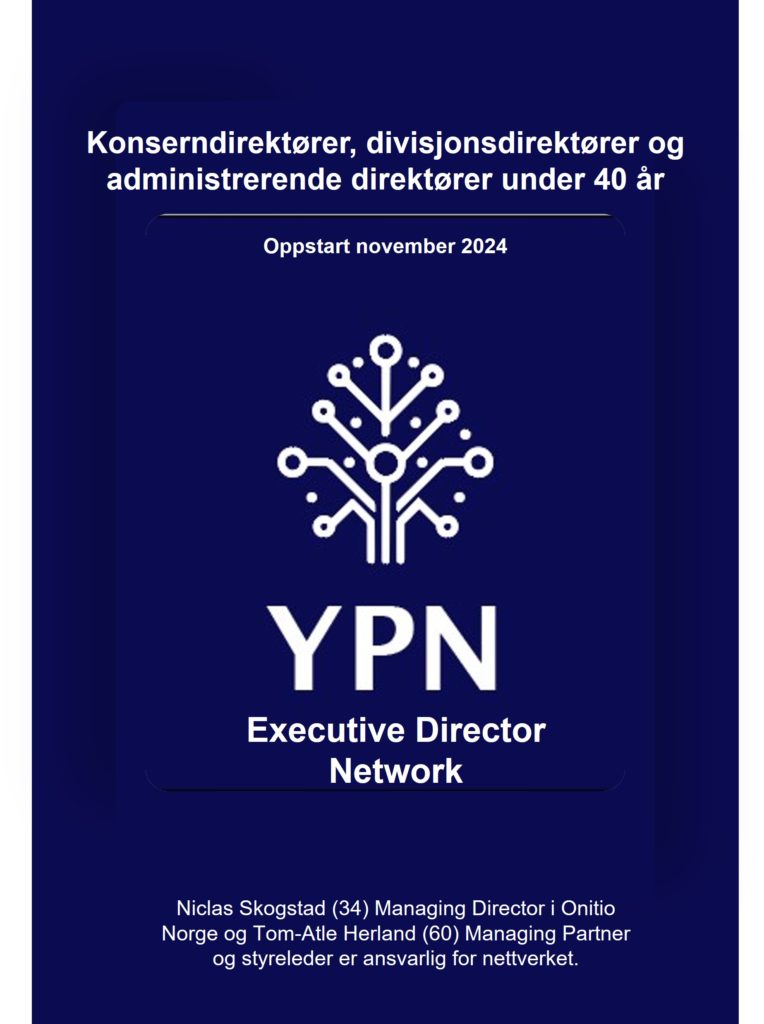 Konserndirektører, divisjonsdirektører og
administrerende direktører under 40 år
Oppstart november 2024
YPN
Executive Director
Network
Niclas Skogstad (34) Managing Director i Onitio
Norge og Tom-Atle Herland (60) Managing Partner
og styreleder er ansvarlig for nettverket.